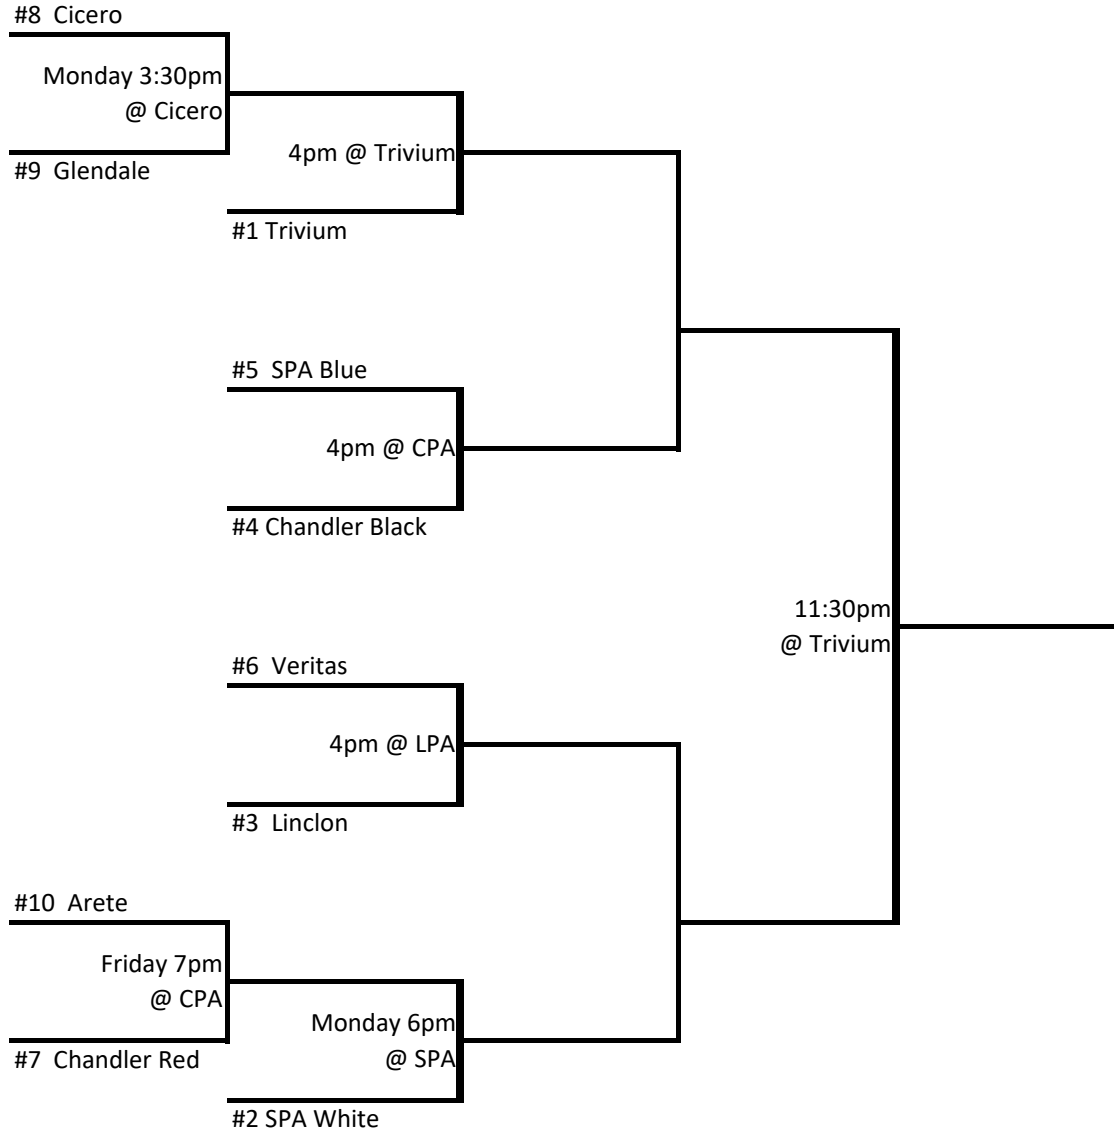 #8 Cicero
Monday 3:30pm
@ Cicero
#9 Glendale
4pm @ Trivium
#1 Trivium
#5 SPA Blue
4pm @ CPA
#4 Chandler Black
11:30pm
@ Trivium
#6 Veritas
4pm @ LPA
#3 Linclon
#10 Arete
Friday 7pm
@ CPA
#7 Chandler Red
Monday 6pm
@ SPA
#2 SPA White